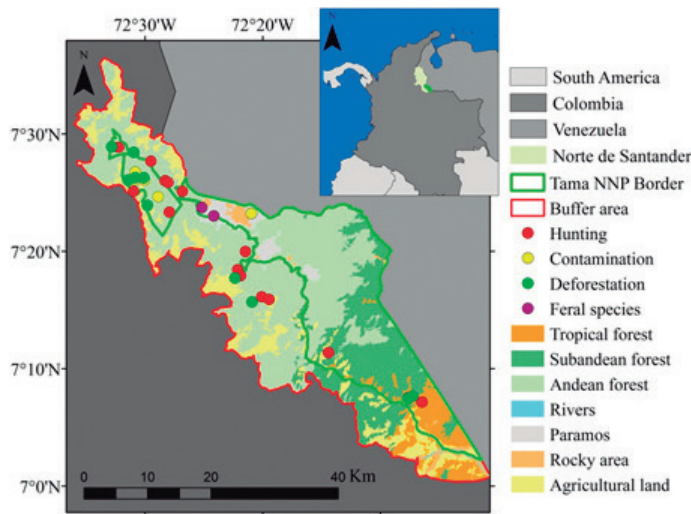 72°30'W 72°20'W
N
N
7°30'N
7°20'N
7°10'N
7°0'N
0 10 20 40 Km
South America
Colombia
Venezuela
Norte de Santander
Tama NNP Border
Buffer area
Hunting
Contamination
Deforestation
Feral species
Tropical forest
Subandean forest
Andean forest
Rivers
Paramos
Rocky area
Agricultural land